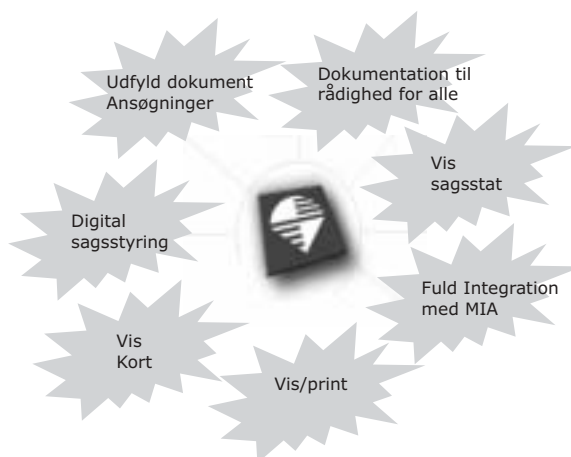 Udfyld dokument
Ansøgninger
Dokumentation til
rådighed for alle
Vis
sagsstat
Digital
sagsstyring
Fuld Integration
med MIA
Vis
Kort
Vis/print